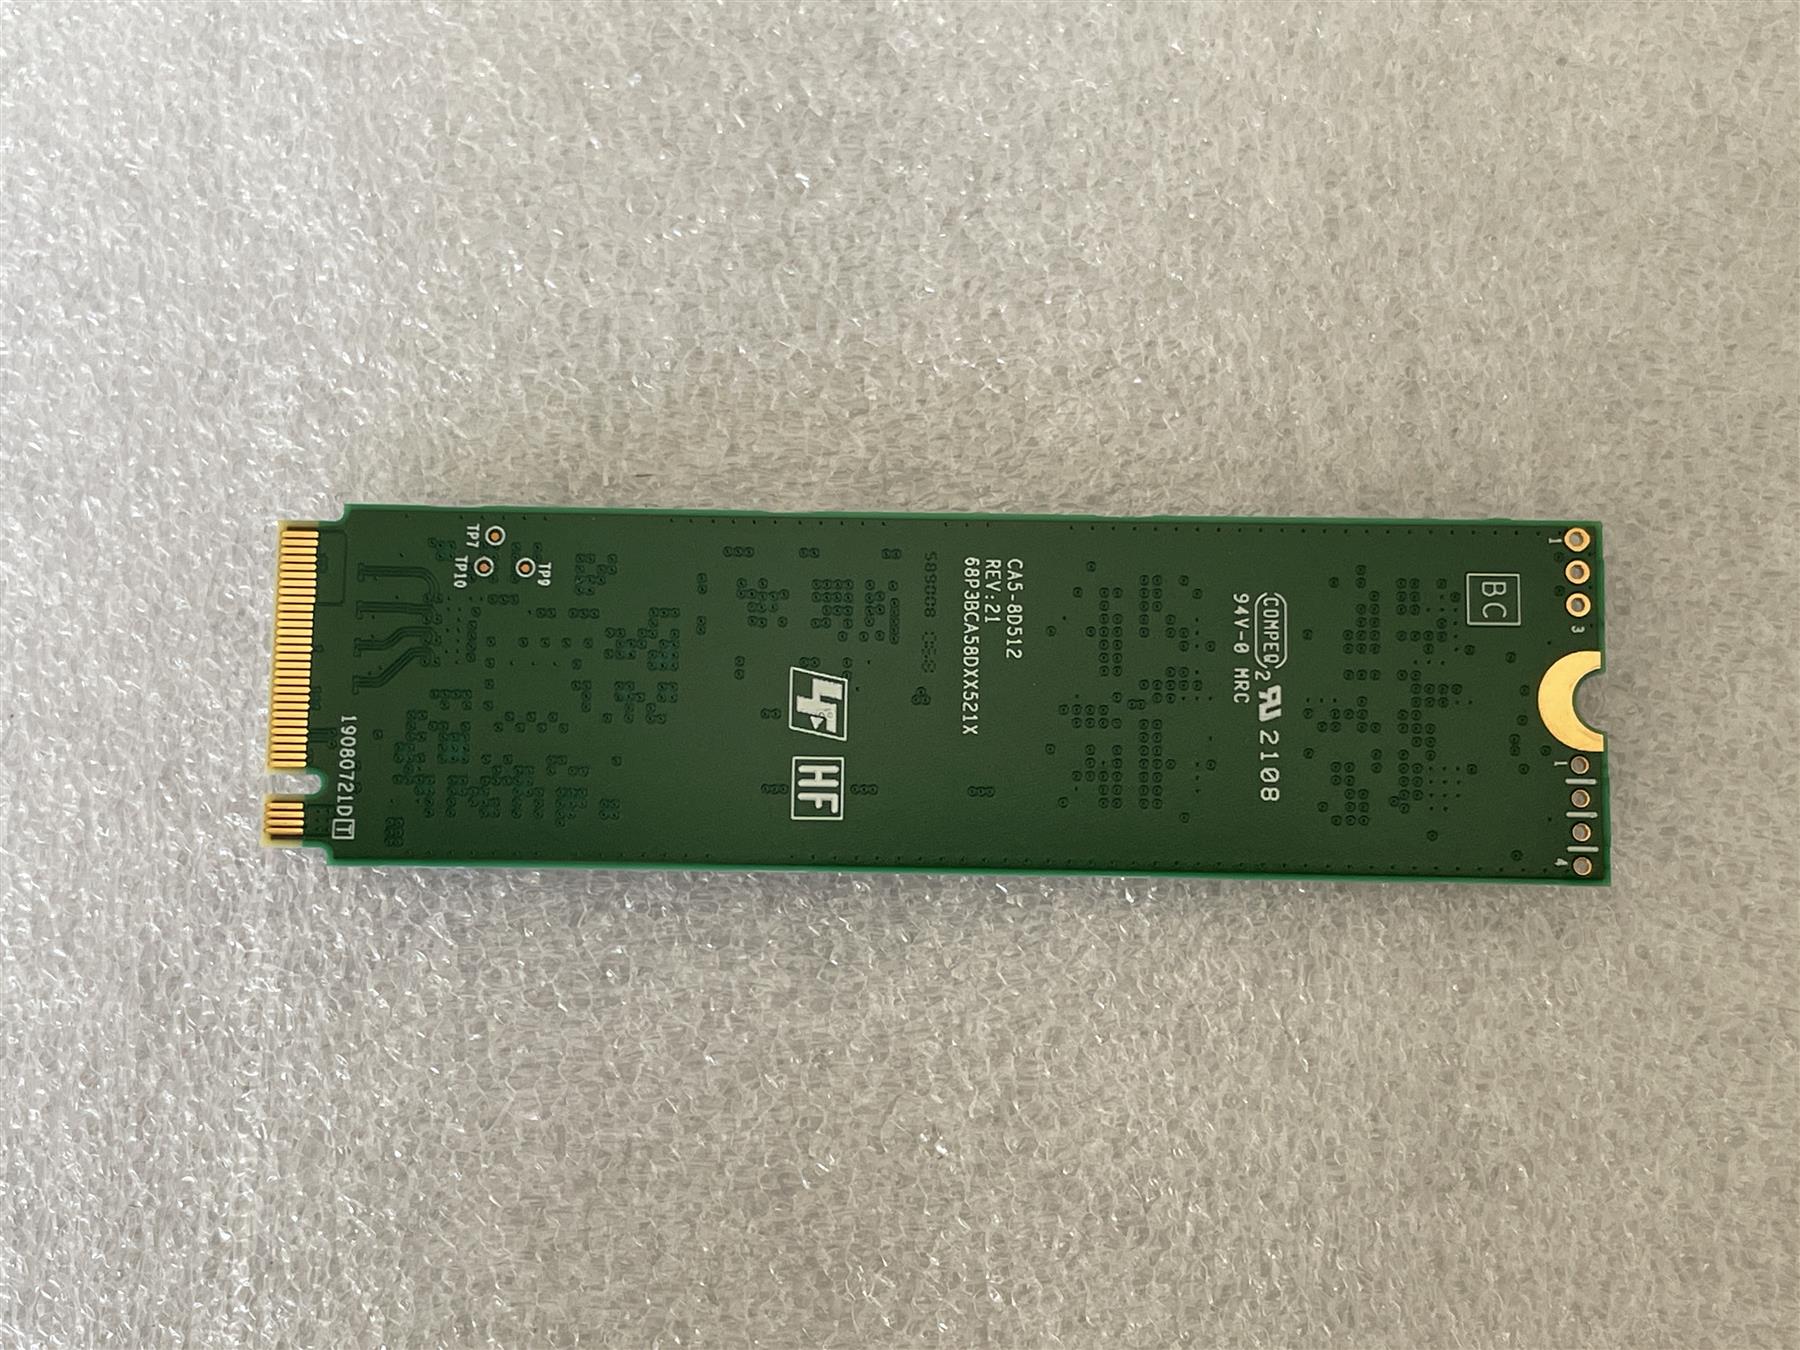 TP7
TP10
TP9
19080721D T
HF
CA5-8D512
REV:21
68P3BCA58DXX521X
COMPEQ 2 2108
94V-0 MRC
BC
1
3
1
4